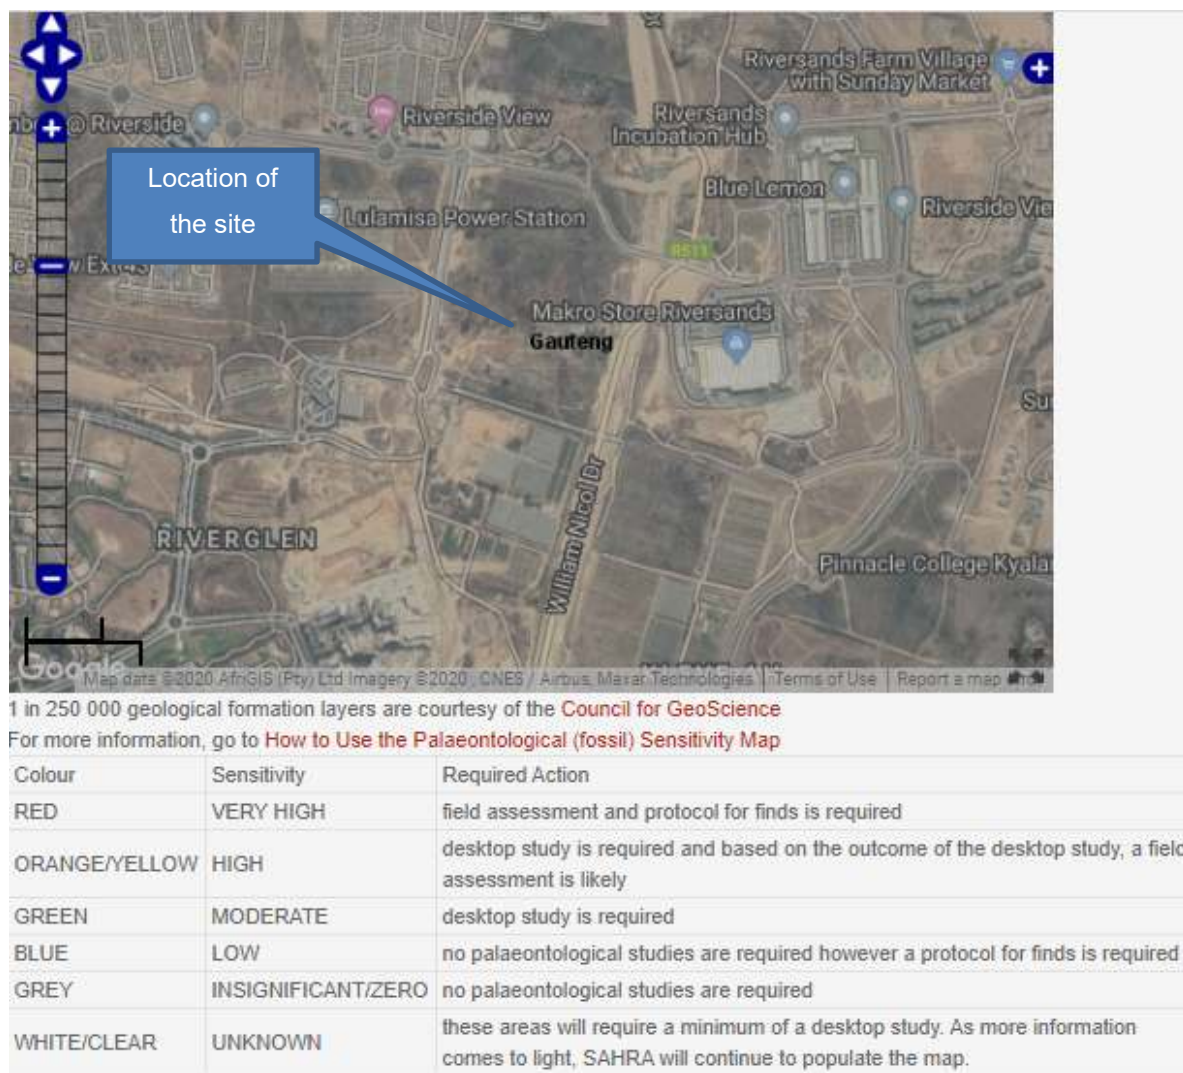 Riversands Farm Village
with Sunday Market
@ Riverside
Riverside View
Riversands
Incubation Hub
Location of
the site
Blue Lemon
Lulamisa Power Station
Riverside Vie
R511
Makro Store Riversands
Gauteng
Su
William Nicol Dr
RIVERGLEN
Pinnacle College Kyala
Google
Map data ©2020 AfriGIS (Pty) Ltd Imagery ©2020 , CNES / Airbus, Maxar Technologies
Terms of Use
Report a map
1 in 250 000 geological formation layers are courtesy of the Council for GeoScience
For more information, go to How to Use the Palaeontological (fossil) Sensitivity Map
Colour Sensitivity Required Action
RED VERY HIGH field assessment and protocol for finds is required
ORANGE/YELLOW HIGH desktop study is required and based on the outcome of the desktop study, a field
assessment is likely
GREEN MODERATE desktop study is required
BLUE LOW no palaeontological studies are required however a protocol for finds is required
GREY INSIGNIFICANT/ZERO no palaeontological studies are required
WHITE/CLEAR UNKNOWN these areas will require a minimum of a desktop study. As more information
comes to light, SAHRA will continue to populate the map.